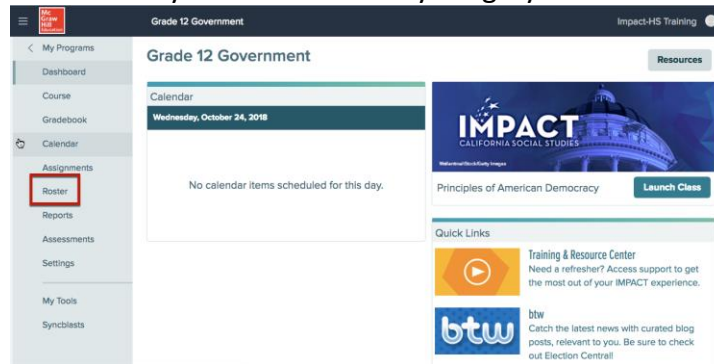 Mc
Graw
Hill
Education
Grade 12 Government
Impact-HS Training
< My Programs
Dashboard
Course
Gradebook
Calendar
Assignments
Roster
Reports
Assessments
Settings
My Tools
Syncblasts
Grade 12 Government
Resources
Calendar
Wednesday, October 24, 2018
No calendar items scheduled for this day.
IMPACT
CALIFORNIA SOCIAL STUDIES
Principles of American Democracy
Launch Class
Quick Links
Training & Resource Center
Need a refresher? Access support to get
the most out of your IMPACT experience.
btw
btw
Catch the latest news with curated blog
posts, relevant to you. Be sure to check
out Election Central!